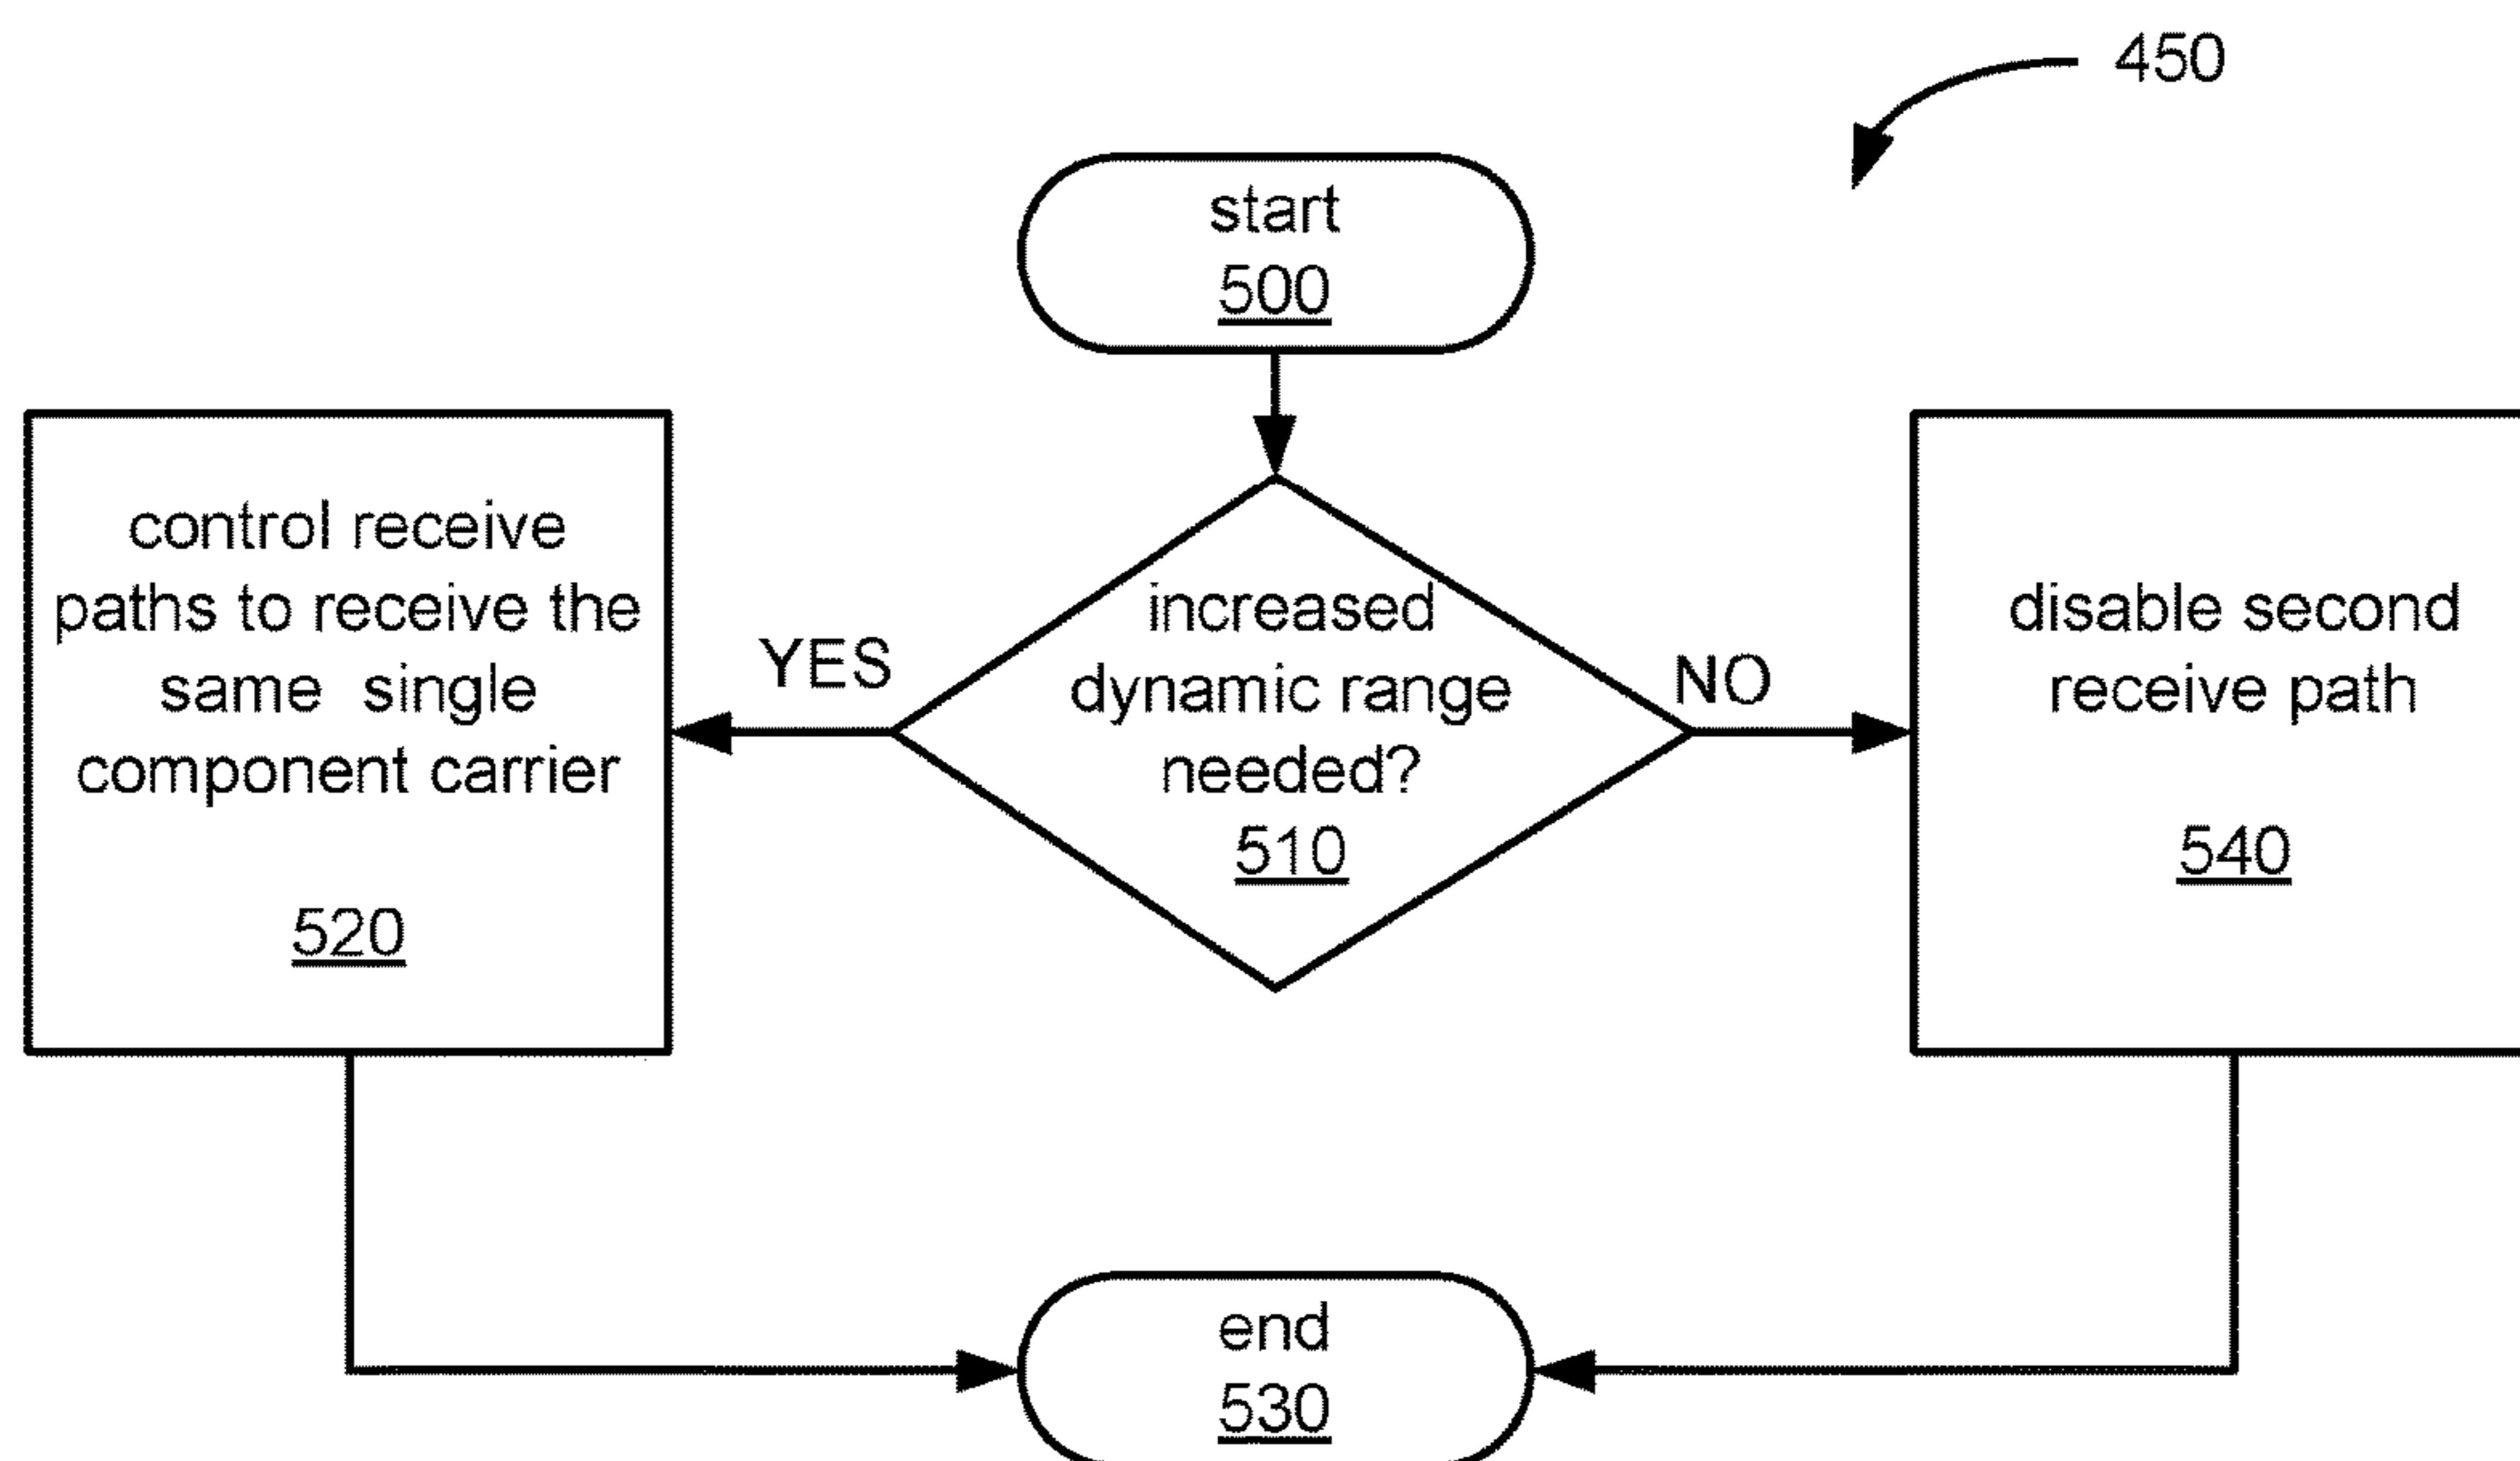 450
start
500
control receive
paths to receive the
same single
component carrier
520
YES
increased
dynamic range
needed?
510
NO
disable second
receive path
540
end
530